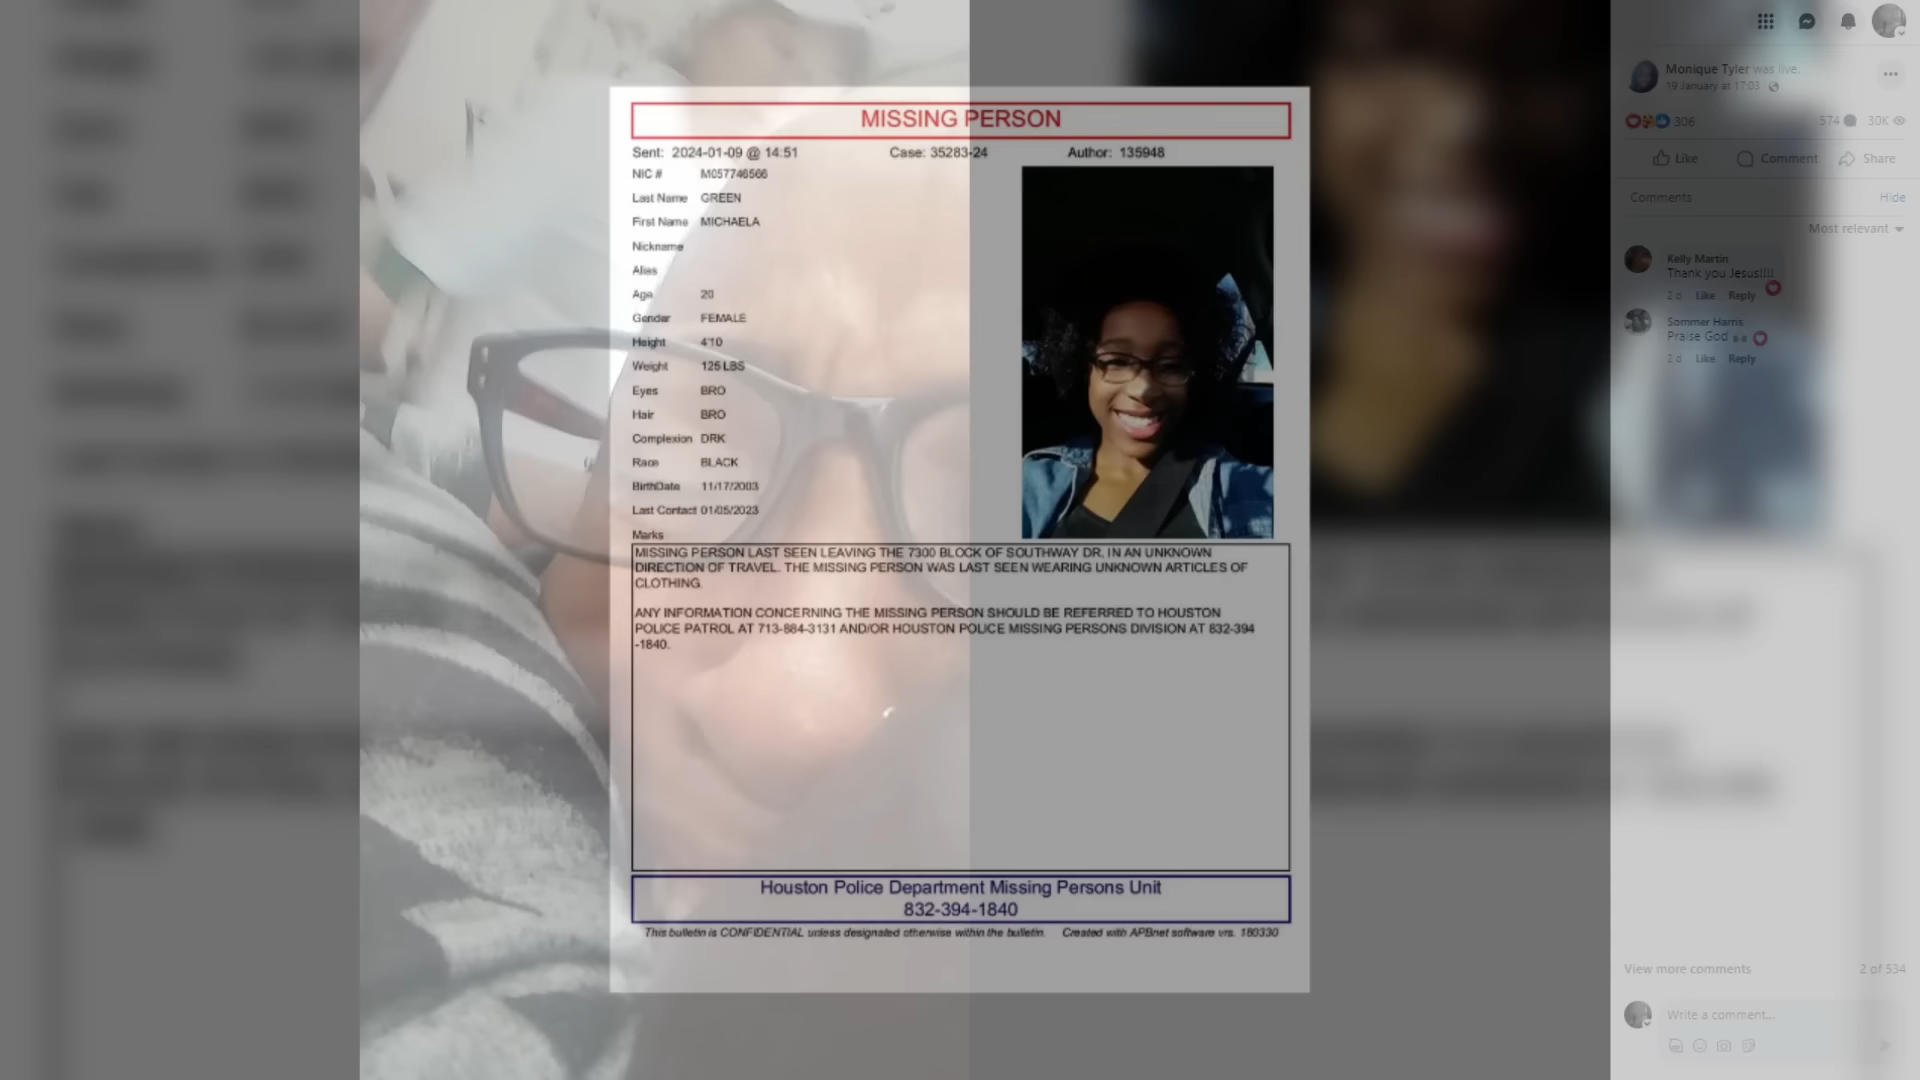 MISSING PERSON
Sent: 2024-01-09 @ 14:51 Case: 35283-24 Author: 135948
NIC # M057746566
Last Name GREEN
First Name MICHAELA
Nickname
Alias
Age 20
Gender FEMALE
Height 4'10
Weight 125 LBS
Eyes BRO
Hair BRO
Complexion DRK
Race BLACK
BirthDate 11/17/2003
Last Contact 01/05/2023
Marks
MISSING PERSON LAST SEEN LEAVING THE 7300 BLOCK OF SOUTHWAY DR, IN AN UNKNOWN
DIRECTION OF TRAVEL. THE MISSING PERSON WAS LAST SEEN WEARING UNKNOWN ARTICLES OF
CLOTHING.
ANY INFORMATION CONCERNING THE MISSING PERSON SHOULD BE REFERRED TO HOUSTON
POLICE PATROL AT 713-884-3131 AND/OR HOUSTON POLICE MISSING PERSONS DIVISION AT 832-394
-1840.
Houston Police Department Missing Persons Unit
832-394-1840
This bulletin is CONFIDENTIAL unless designated otherwise within the bulletin. Created with APBnet software vrs. 180330
Monique Tyler was live.
19 January at 17:03
306 574 30K
Like Comment Share
Comments Hide
Most relevant
Kelly Martin
Thank you Jesus!!!!
2 d Like Reply
Sommer Harris
Praise God
2 d Like Reply
View more comments 2 of 534
Write a comment...